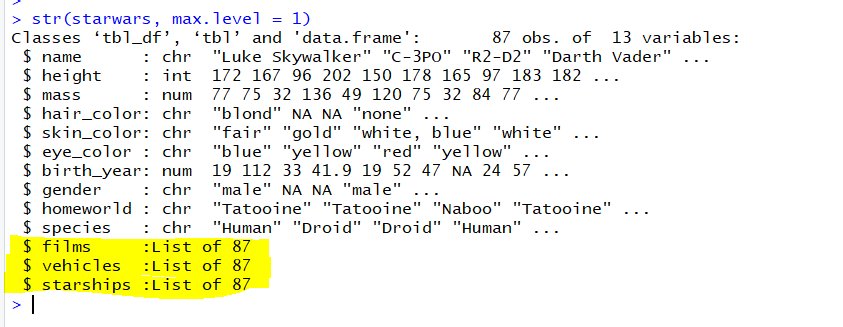 >
> str(starwars, max.level = 1)
Classes ‘tbl_df’, ‘tbl’ and 'data.frame':	87 obs. of  13 variables:
 $ name      : chr  "Luke Skywalker" "C-3PO" "R2-D2" "Darth Vader" ...
 $ height    : int  172 167 96 202 150 178 165 97 183 182 ...
 $ mass      : num  77 75 32 136 49 120 75 32 84 77 ...
 $ hair_color: chr  "blond" NA NA "none" ...
 $ skin_color: chr  "fair" "gold" "white, blue" "white" ...
 $ eye_color : chr  "blue" "yellow" "red" "yellow" ...
 $ birth_year: num  19 112 33 41.9 19 52 47 NA 24 57 ...
 $ gender    : chr  "male" NA NA "male" ...
 $ homeworld : chr  "Tatooine" "Tatooine" "Naboo" "Tatooine" ...
 $ species   : chr  "Human" "Droid" "Droid" "Human" ...
 $ films     :List of 87
 $ vehicles  :List of 87
 $ starships :List of 87
>